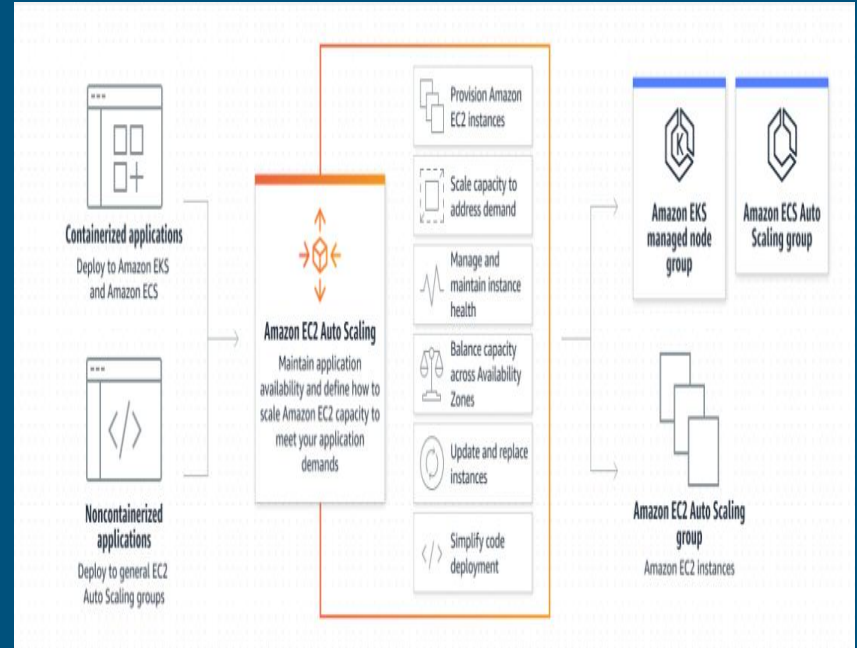 Containerized applications
Deploy to Amazon EKS
and Amazon ECS
Noncontainerized
applications
Deploy to general EC2
Auto Scaling groups
Amazon EC2 Auto Scaling
Maintain application
availability and define how to
scale Amazon EC2 capacity to
meet your application
demands
Provision Amazon
EC2 instances
Scale capacity to
address demand
Manage and
maintain instance
health
Balance capacity
across Availability
Zones
Update and replace
instances
Simplify code
deployment
K
Amazon EKS
managed node
group
Amazon ECS Auto
Scaling group
Amazon EC2 Auto Scaling
group
Amazon EC2 instances